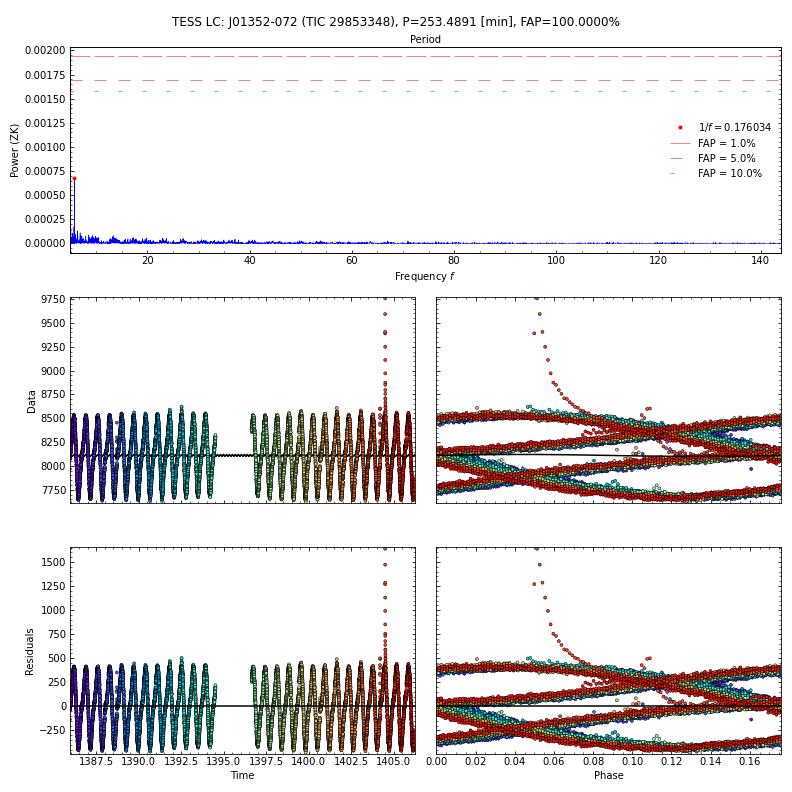 TESS LC: J01352-072 (TIC 29853348), P=253.4891 [min], FAP=100.0000%
Period
0.00200
0.00175
0.00150
0.00125
0.00100
0.00075
0.00050
0.00025
0.00000
Power (ZK)
1/f = 0.176034
FAP = 1.0%
FAP = 5.0%
FAP = 10.0%
20 40 60 80 100 120 140
Frequency f
9750
9500
9250
9000
8750
8500
8250
8000
7750
Data
1500
1250
1000
750
500
250
0
−250
Residuals
1387.5 1390.0 1392.5 1395.0 1397.5 1400.0 1402.5 1405.0
Time
0.00 0.02 0.04 0.06 0.08 0.10 0.12 0.14 0.16
Phase